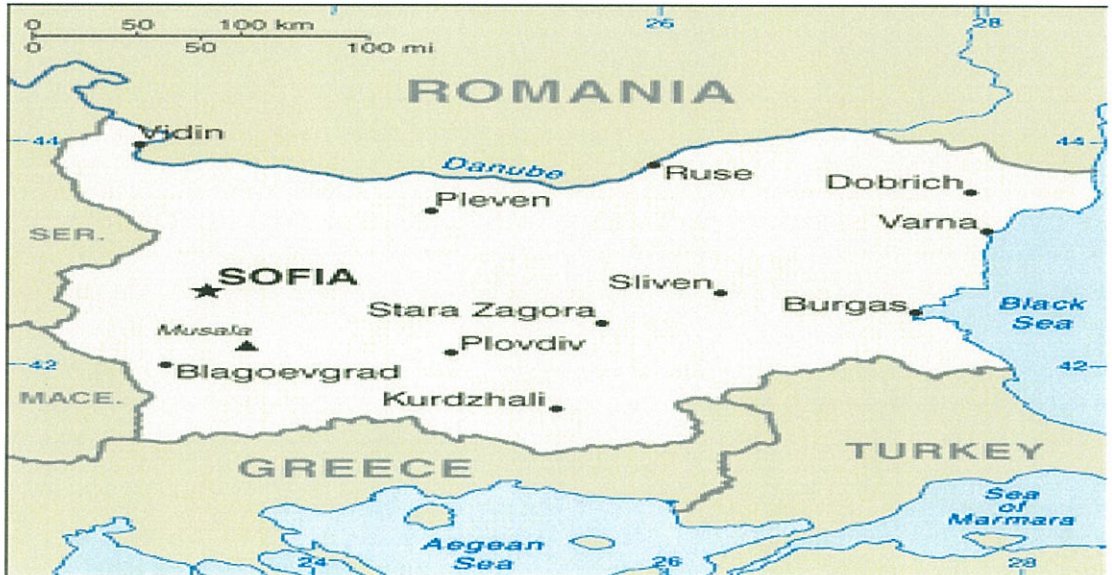 0 50 100 km
0 50 100 mi
26
28
ROMANIA
44
Vidin
44
Danube
Ruse
Dobrich
Pleven
Varna
SER.
SOFIA
Sliven
Stara Zagora
Burgas
Black
Sea
Musala
Plovdiv
42
Blagoevgrad
42
MACE.
Kurdzhali
GREECE
TURKEY
Sea
of
Marmara
Aegean
Sea
24
26
28